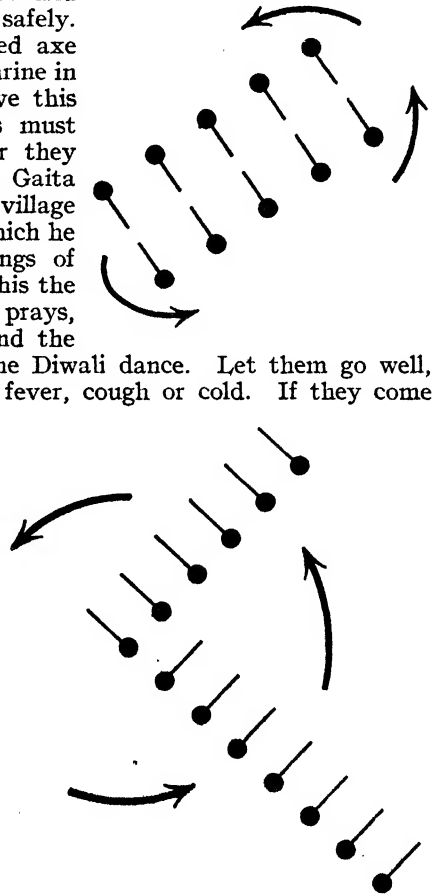 safely.
ed axe
arine in
ve this
s must
r they
Gaita
village
hich he
ngs of
his the
prays,
nd the
ne Diwali dance. Let them go well,
fever, cough or cold. If they come